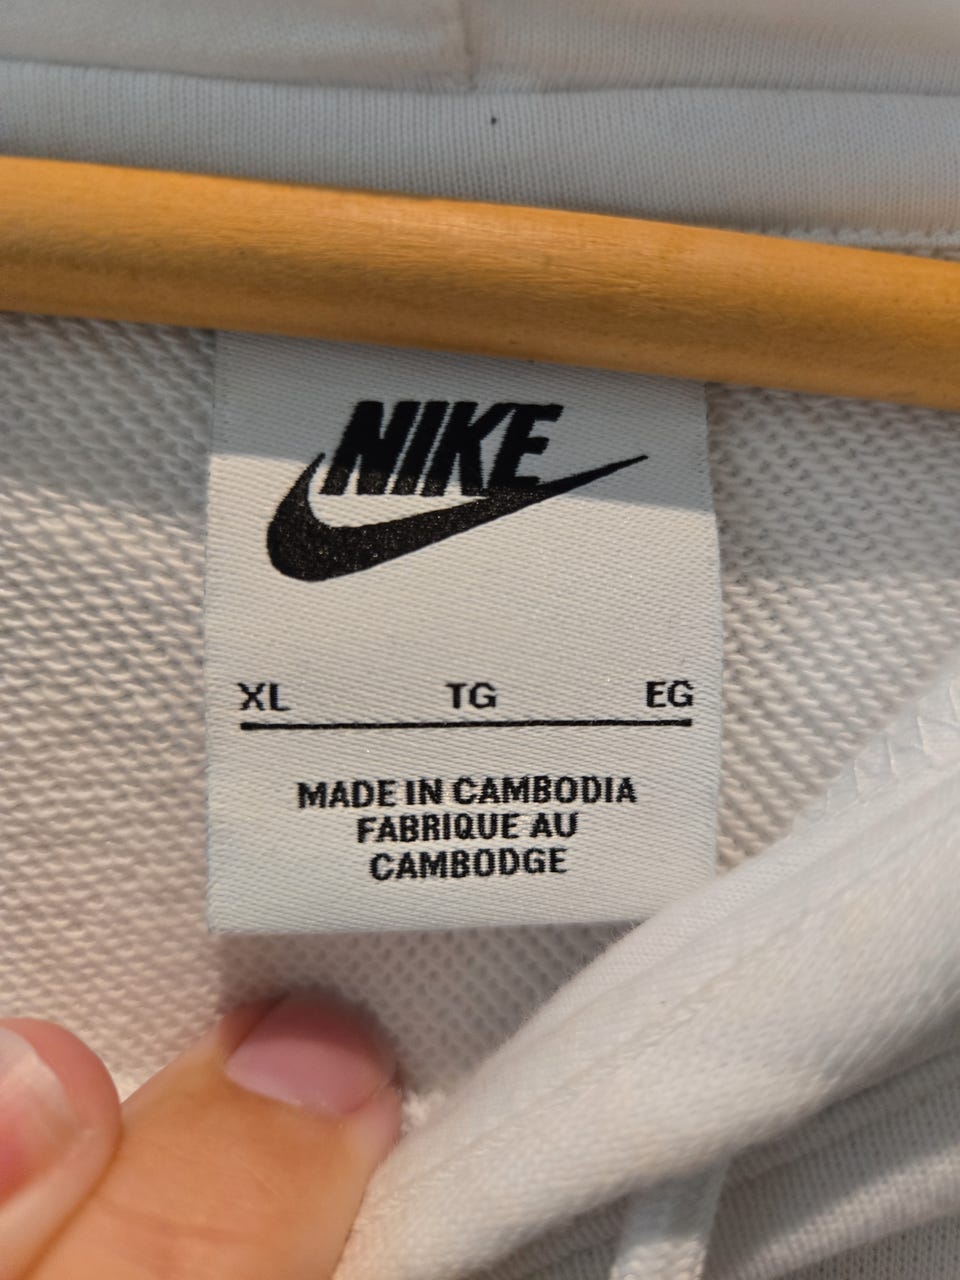 NIKE
XL TG EG
MADE IN CAMBODIA
FABRIQUE AU
CAMBODGE